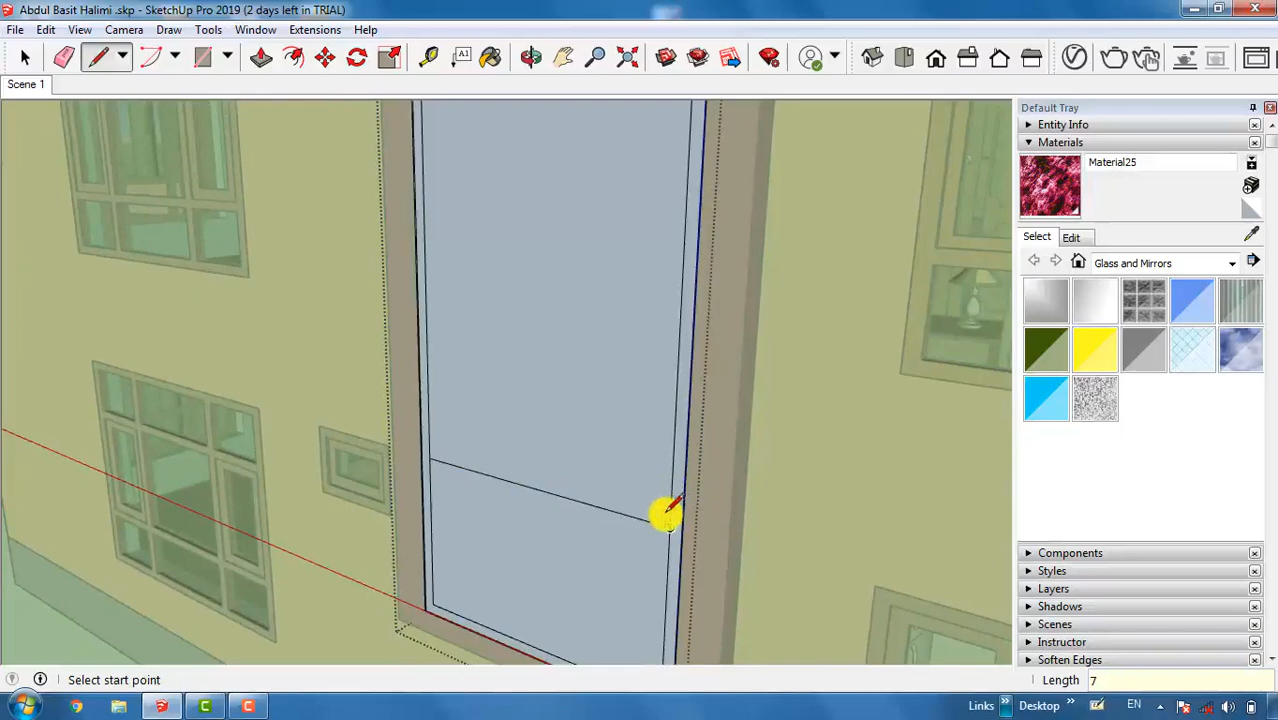 Abdul Basit Halimi .skp - SketchUp Pro 2019 (2 days left in TRIAL)
File Edit View Camera Draw Tools Window Extensions Help
A1
Scene 1
Default Tray
Entity Info
Materials
Material25
Select Edit
Glass and Mirrors
Components
Styles
Layers
Shadows
Scenes
Instructor
Soften Edges
Select start point
Length 7
Links
Desktop
EN